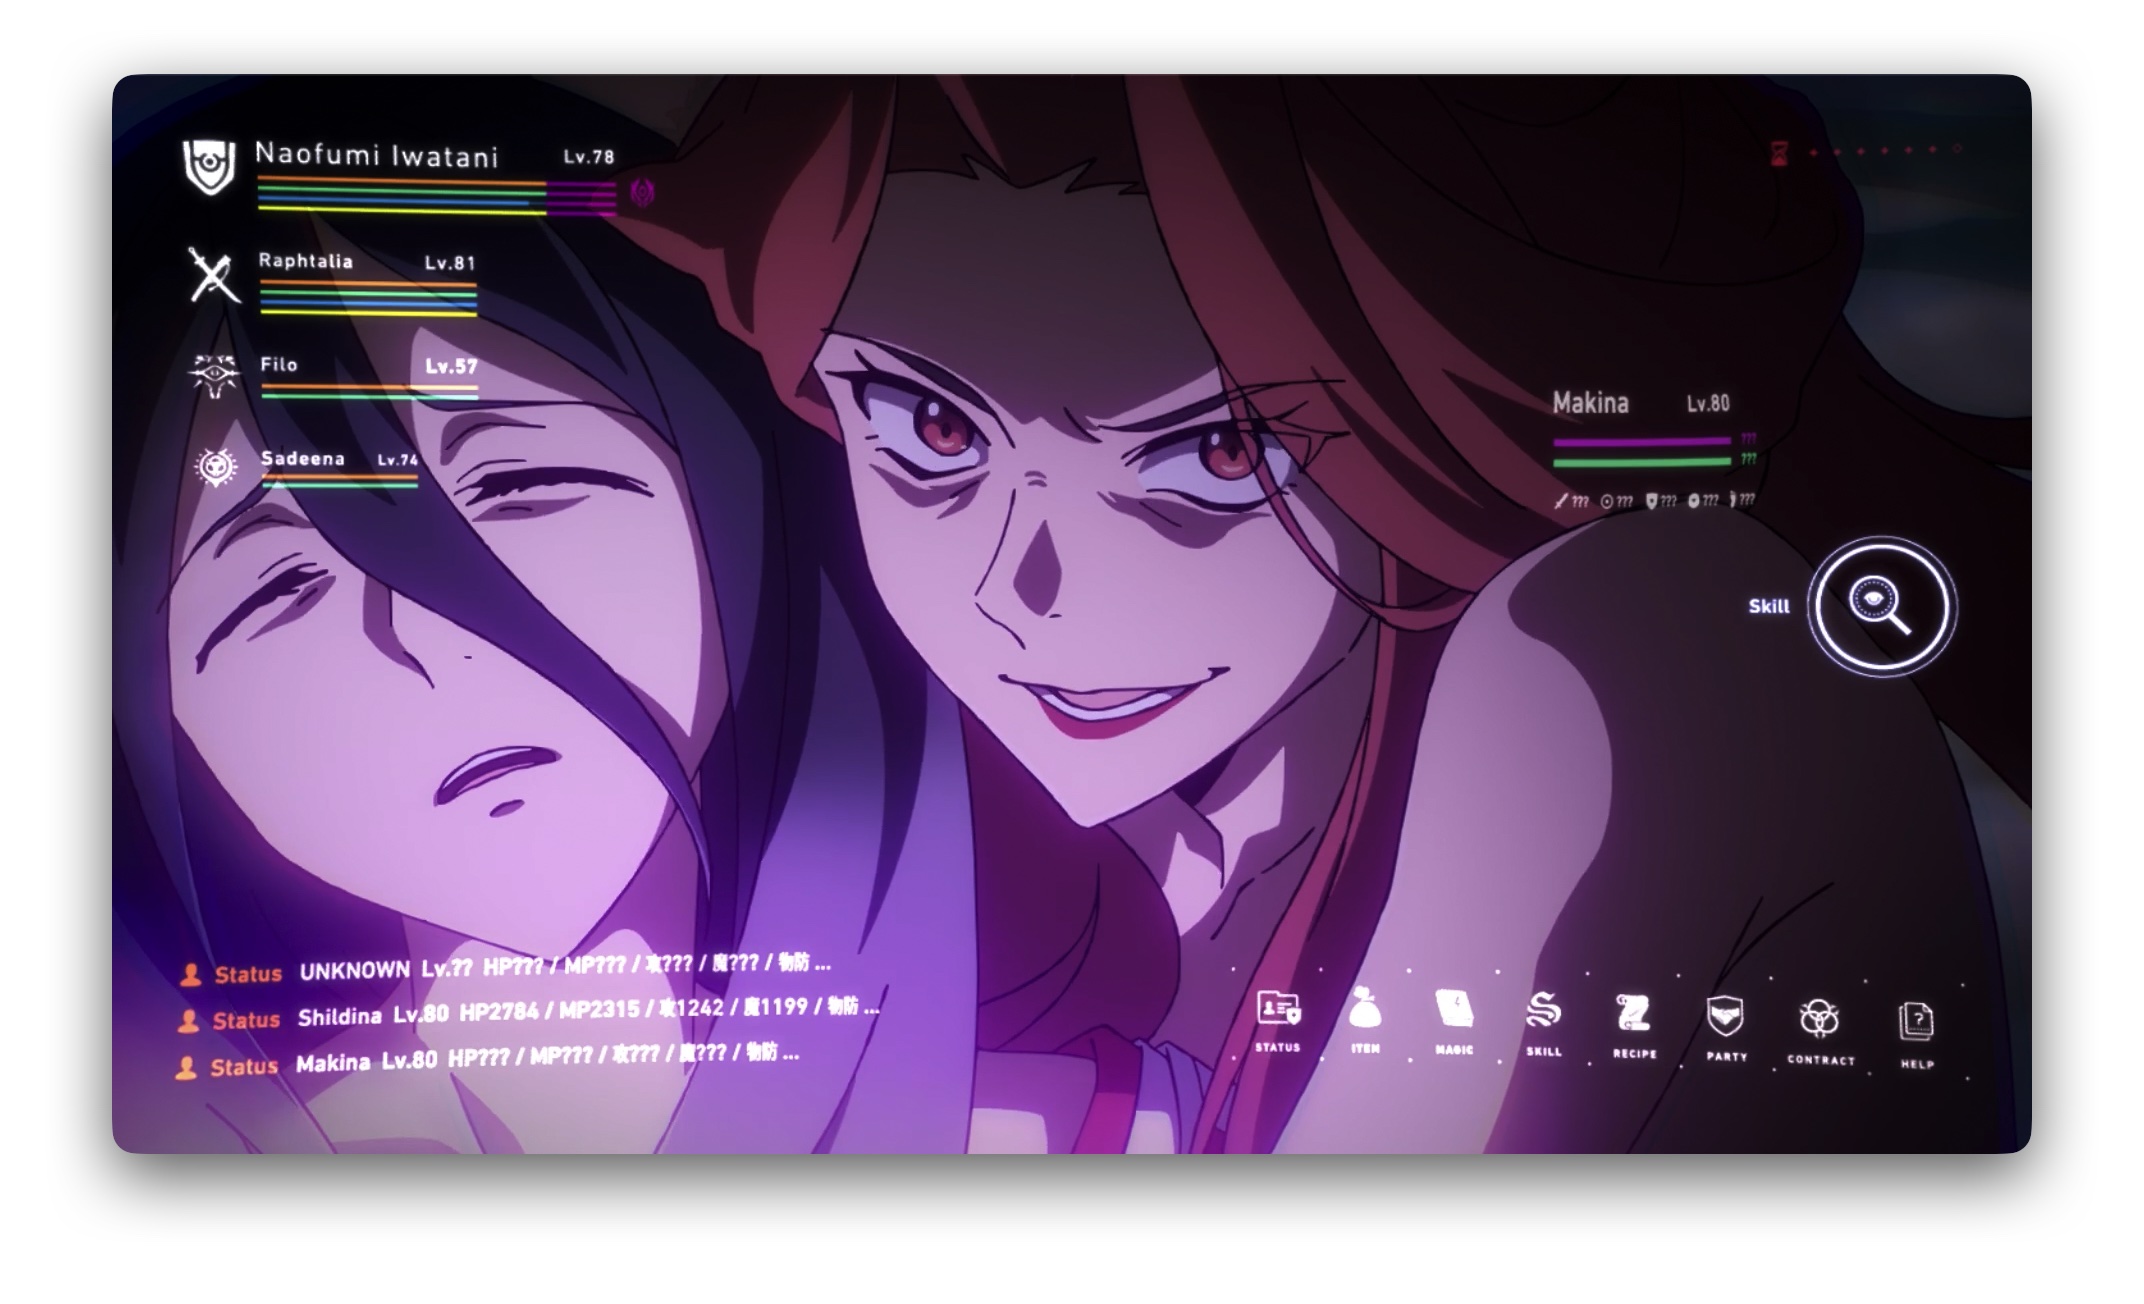 Naofumi Iwatani Lv.78
Raphtalia Lv.81
Filo Lv.57
Sadeena Lv.74
Makina Lv.80
???
???
??? ??? ??? ??? ???
Skill
Status UNKNOWN Lv.?? HP??? / MP??? / 攻??? / 魔??? / 物防 ...
Status Shildina Lv.80 HP2784 / MP2315 / 攻1242 / 魔1199 / 物防 ...
Status Makina Lv.80 HP??? / MP??? / 攻??? / 魔??? / 物防 ...
STATUS ITEM MAGIC SKILL RECIPE PARTY CONTRACT HELP